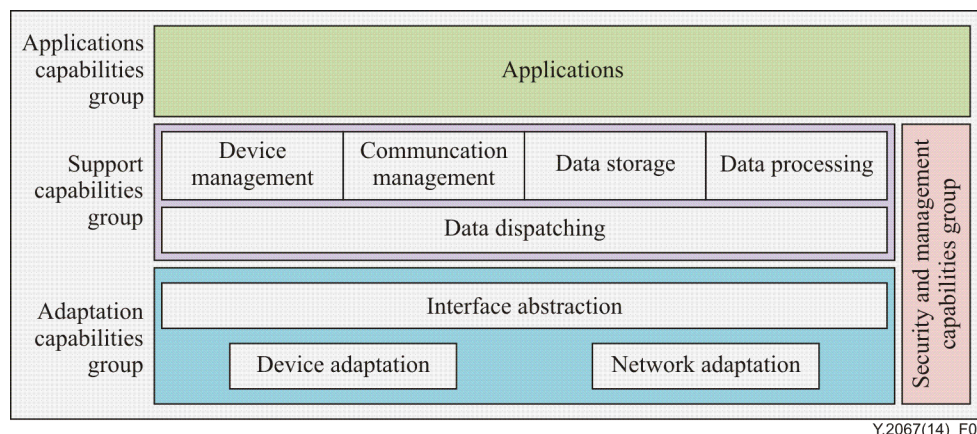 Applications
capabilities
group
Applications
Support
capabilities
group
Device
management
Communcation
management
Data storage
Data processing
Data dispatching
Adaptation
capabilities
group
Interface abstraction
Device adaptation
Network adaptation
Security and management
capabilities group
Y.2067(14)_F0